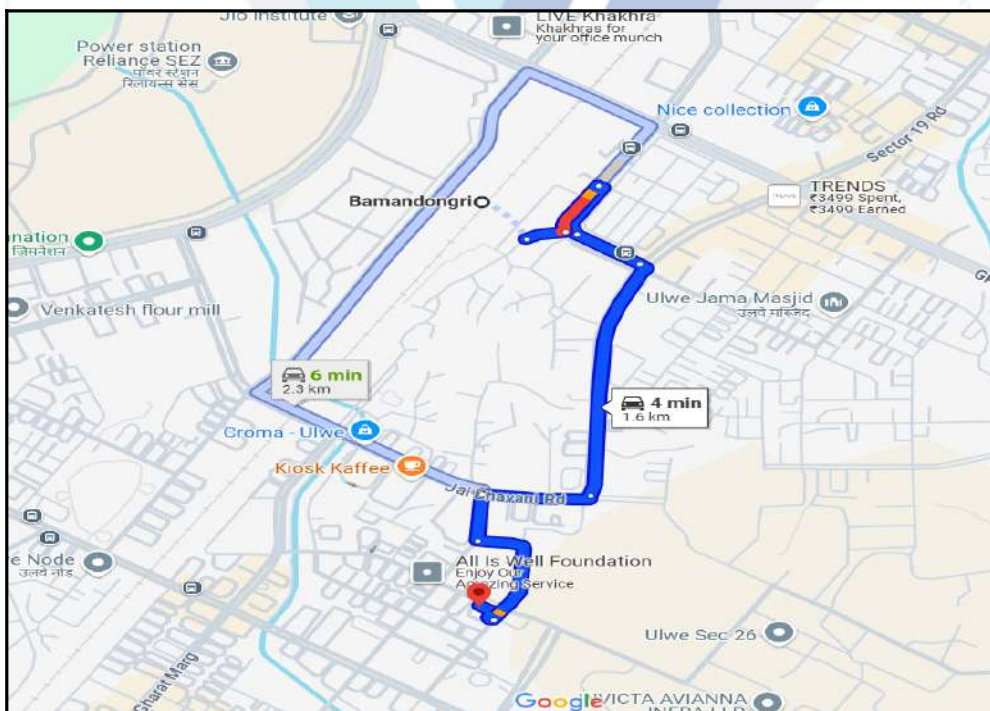 Jio Institute
LIVE Khakhra
Khakhras for
your office munch
Power station
Reliance SEZ
पॉवर स्टेशन
रिलायन्स सेस
Nice collection
Sector 19 Rd
Bamandongri
TRENDS
₹3499 Spent,
₹3499 Earned
nation
जिमनेशन
Venkatesh flour mill
Ulwe Jama Masjid
उलवे मस्जिद
6 min
2.3 km
4 min
1.6 km
Croma - Ulwe
Kiosk Kaffee
Jai Chavani Rd
All Is Well Foundation
Enjoy Our
Amazing Service
e Node
उलवे नोड
Ulwe Sec 26
Gharat Marg
Google
VICTA AVIANNA
INFRA LLP